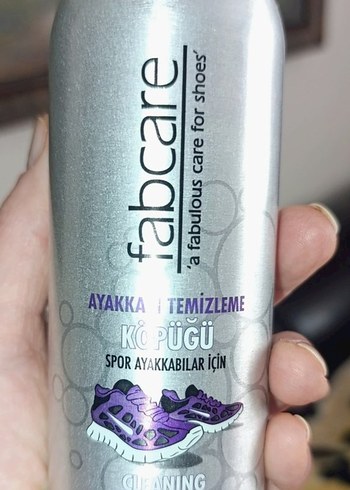 fabcare
'a fabulous care for shoes'
TEMİZLEME
KÖPÜĞÜ
SPOR AYAKKABILAR İÇİN
CLEANING